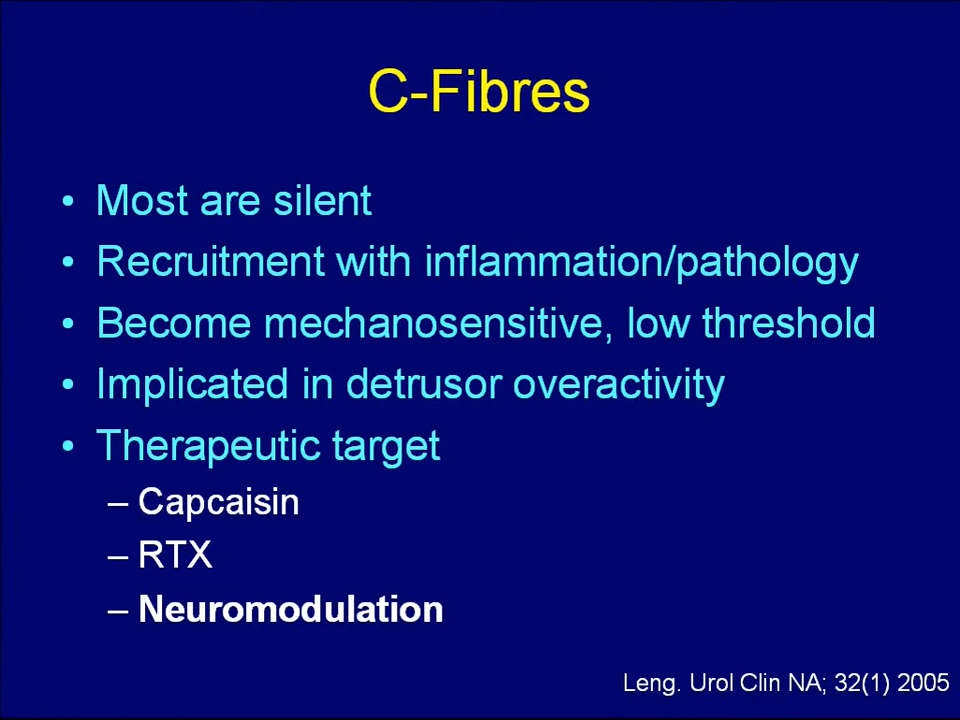 C-Fibres
• Most are silent
• Recruitment with inflammation/pathology
• Become mechanosensitive, low threshold
• Implicated in detrusor overactivity
• Therapeutic target
– Capcaisin
– RTX
– Neuromodulation
Leng. Urol Clin NA; 32(1) 2005